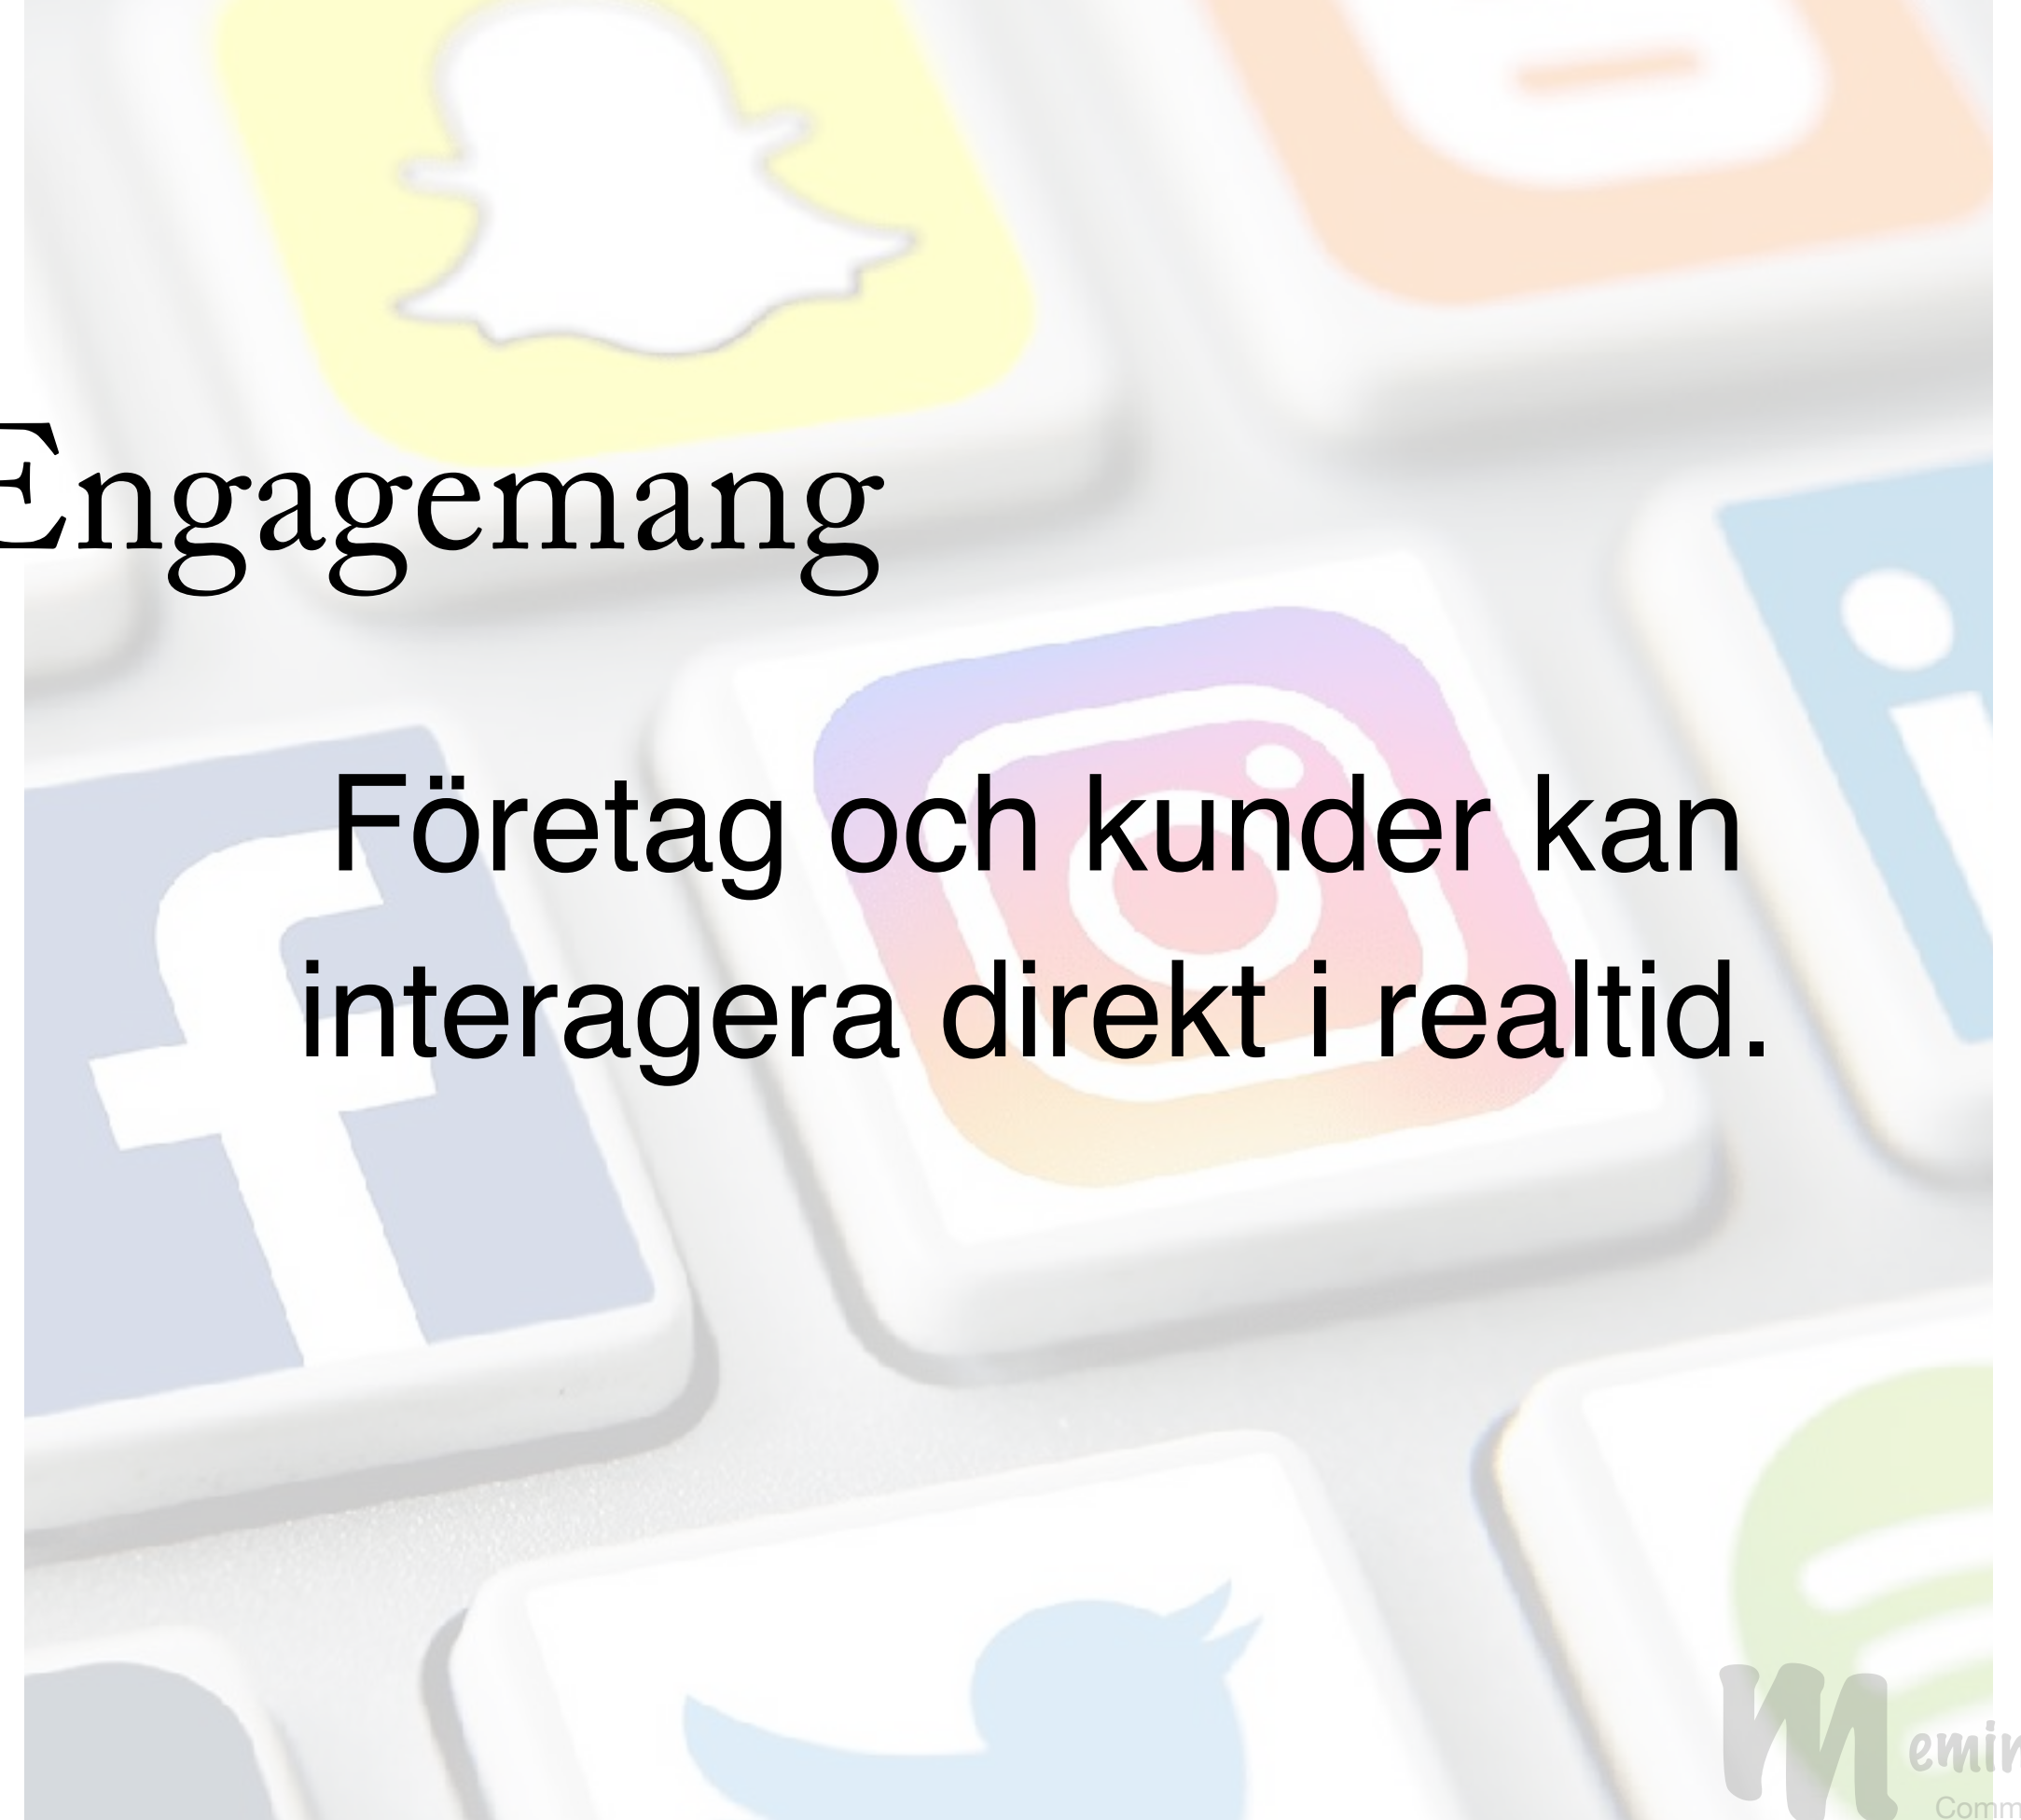 Engagemang
Företag och kunder kan
interagera direkt i realtid.